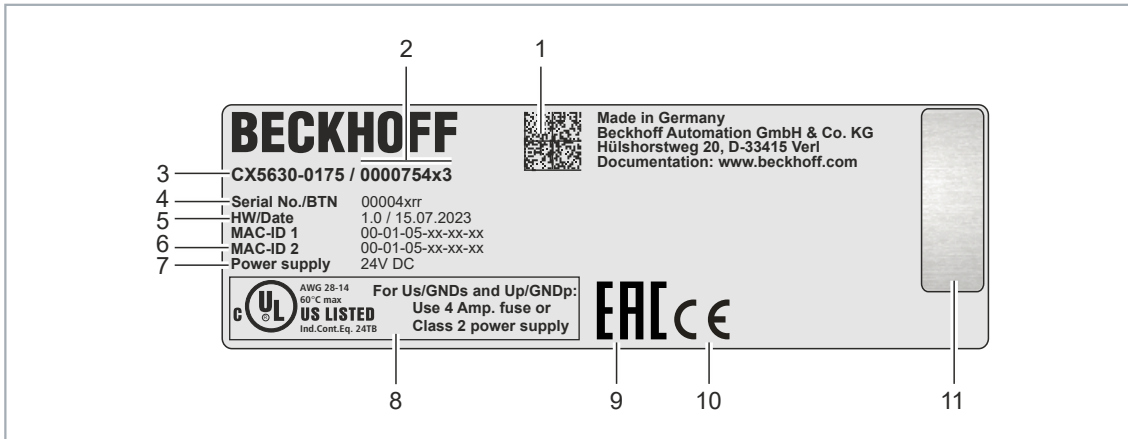 2 1
BECKHOFF
Made in Germany
Beckhoff Automation GmbH & Co. KG
Hülshorstweg 20, D-33415 Verl
Documentation: www.beckhoff.com
3 CX5630-0175 / 0000754x3
4 Serial No./BTN 00004xrr
5 HW/Date 1.0 / 15.07.2023
MAC-ID 1 00-01-05-xx-xx-xx
6 MAC-ID 2 00-01-05-xx-xx-xx
7 Power supply 24V DC
C UL ® AWG 28-14
60°C max
US LISTED
Ind.Cont.Eq. 24TB
For Us/GNDs and Up/GNDp:
Use 4 Amp. fuse or
Class 2 power supply
EAC CE
8 9 10 11